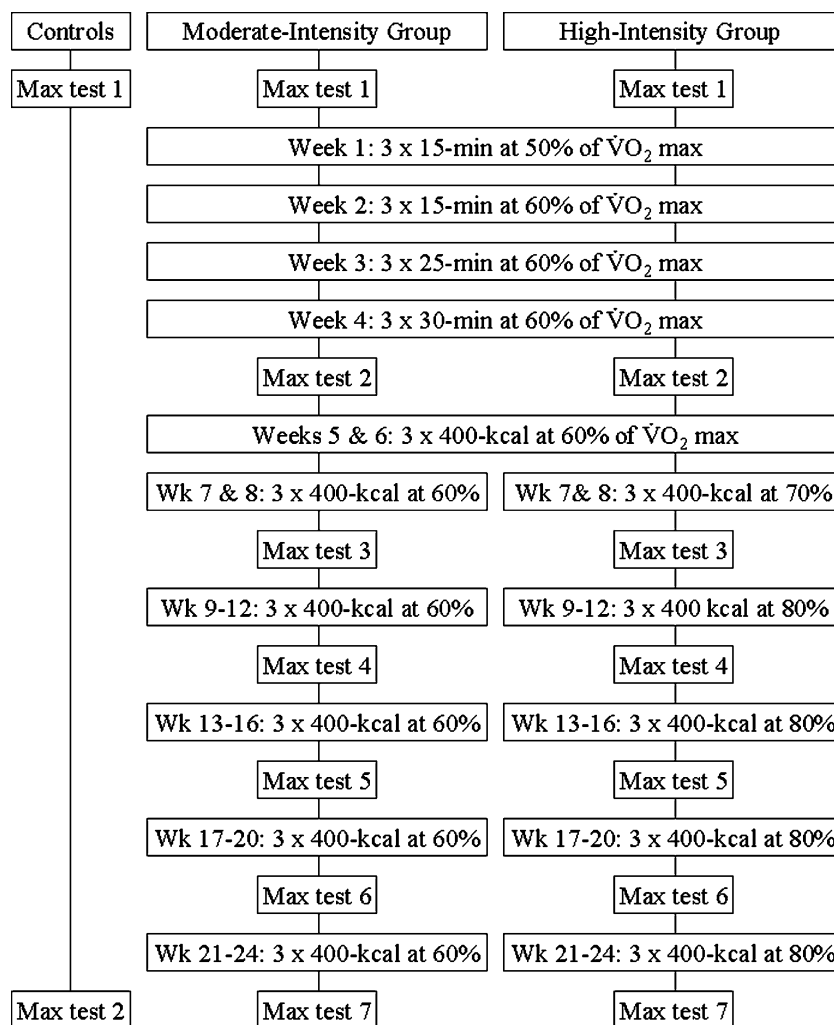 Controls
Moderate-Intensity Group
High-Intensity Group
Max test 1
Max test 1
Max test 1
Week 1: 3 x 15-min at 50% of V̇O₂ max
Week 2: 3 x 15-min at 60% of V̇O₂ max
Week 3: 3 x 25-min at 60% of V̇O₂ max
Week 4: 3 x 30-min at 60% of V̇O₂ max
Max test 2
Max test 2
Weeks 5 & 6: 3 x 400-kcal at 60% of V̇O₂ max
Wk 7 & 8: 3 x 400-kcal at 60%
Wk 7& 8: 3 x 400-kcal at 70%
Max test 3
Max test 3
Wk 9-12: 3 x 400-kcal at 60%
Wk 9-12: 3 x 400 kcal at 80%
Max test 4
Max test 4
Wk 13-16: 3 x 400-kcal at 60%
Wk 13-16: 3 x 400-kcal at 80%
Max test 5
Max test 5
Wk 17-20: 3 x 400-kcal at 60%
Wk 17-20: 3 x 400-kcal at 80%
Max test 6
Max test 6
Wk 21-24: 3 x 400-kcal at 60%
Wk 21-24: 3 x 400-kcal at 80%
Max test 2
Max test 7
Max test 7